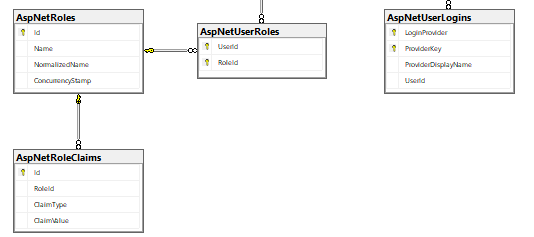 AspNetRoles
Id
Name
NormalizedName
ConcurrencyStamp
AspNetUserRoles
UserId
RoleId
AspNetUserLogins
LoginProvider
ProviderKey
ProviderDisplayName
UserId
AspNetRoleClaims
Id
RoleId
ClaimType
ClaimValue